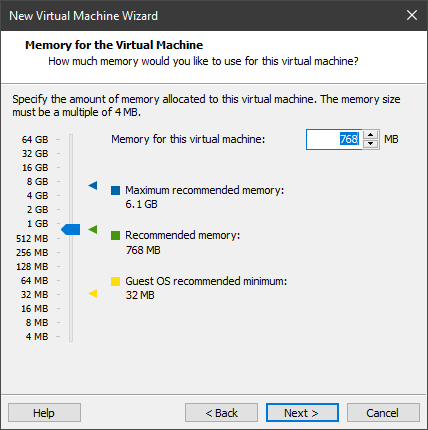 New Virtual Machine Wizard
Memory for the Virtual Machine
How much memory would you like to use for this virtual machine?
Specify the amount of memory allocated to this virtual machine. The memory size
must be a multiple of 4 MB.
Memory for this virtual machine: 768 MB
64 GB
32 GB
16 GB
8 GB
4 GB
2 GB
1 GB
512 MB
256 MB
128 MB
64 MB
32 MB
16 MB
8 MB
4 MB
Maximum recommended memory:
6.1 GB
Recommended memory:
768 MB
Guest OS recommended minimum:
32 MB
Help
< Back
Next >
Cancel